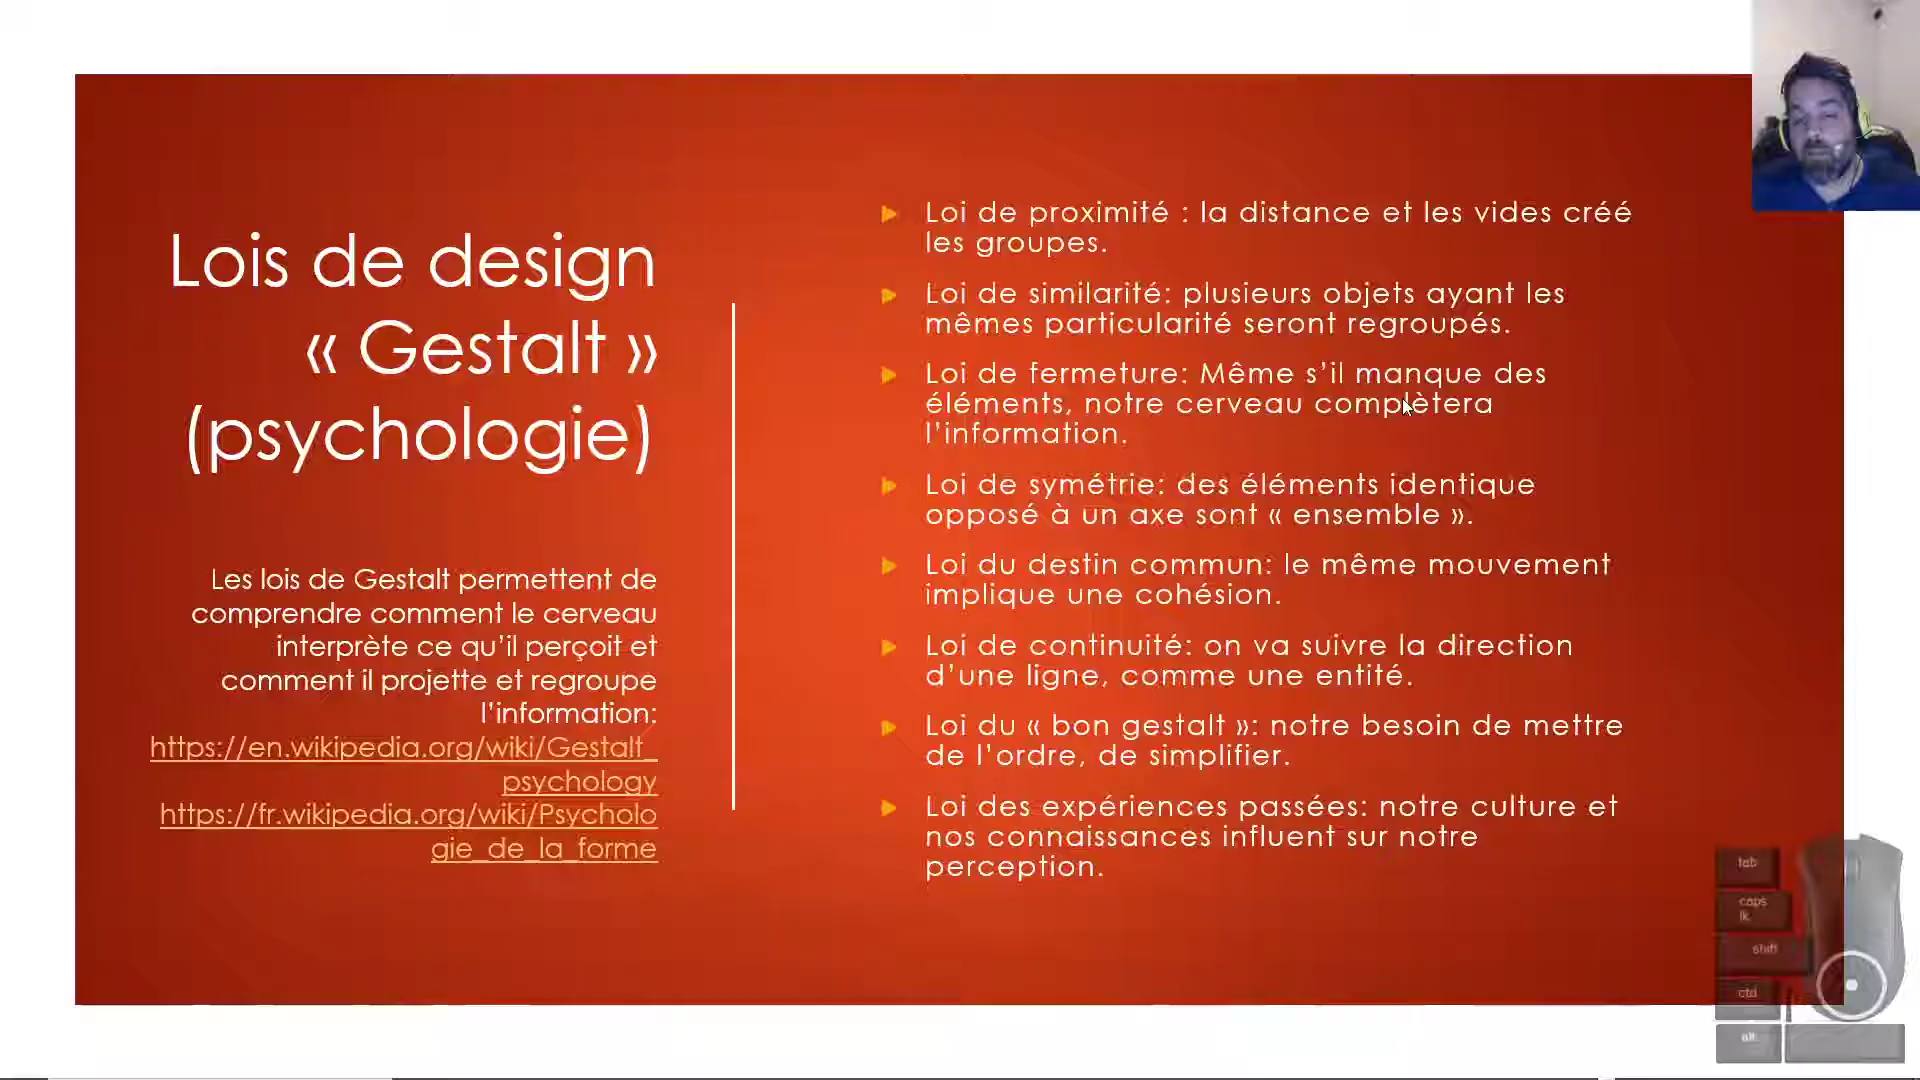 Lois de design
« Gestalt »
(psychologie)
Les lois de Gestalt permettent de
comprendre comment le cerveau
interprète ce qu’il perçoit et
comment il projette et regroupe
l’information:
https://en.wikipedia.org/wiki/Gestalt_
psychology
https://fr.wikipedia.org/wiki/Psycholo
gie_de_la_forme
Loi de proximité : la distance et les vides créé
les groupes.
Loi de similarité: plusieurs objets ayant les
mêmes particularité seront regroupés.
Loi de fermeture: Même s’il manque des
éléments, notre cerveau complètera
l’information.
Loi de symétrie: des éléments identique
opposé à un axe sont « ensemble ».
Loi du destin commun: le même mouvement
implique une cohésion.
Loi de continuité: on va suivre la direction
d’une ligne, comme une entité.
Loi du « bon gestalt »: notre besoin de mettre
de l’ordre, de simplifier.
Loi des expériences passées: notre culture et
nos connaissances influent sur notre
perception.
tab
caps
lk
shift
ctrl
alt